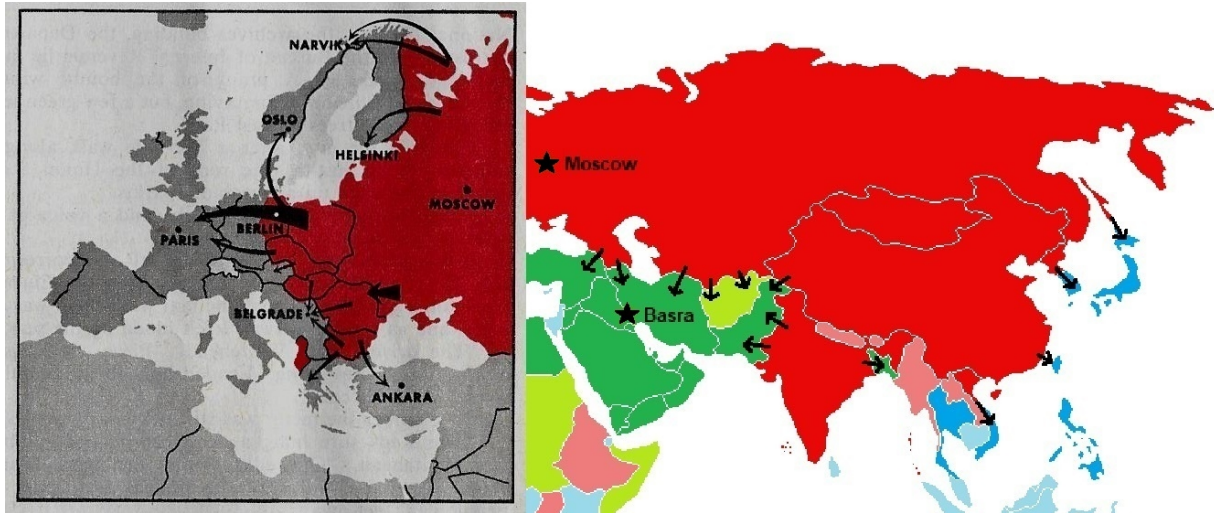 NARVIK
OSLO
HELSINKI
MOSCOW
BERLIN
PARIS
BELGRADE
ANKARA
Moscow
Basra